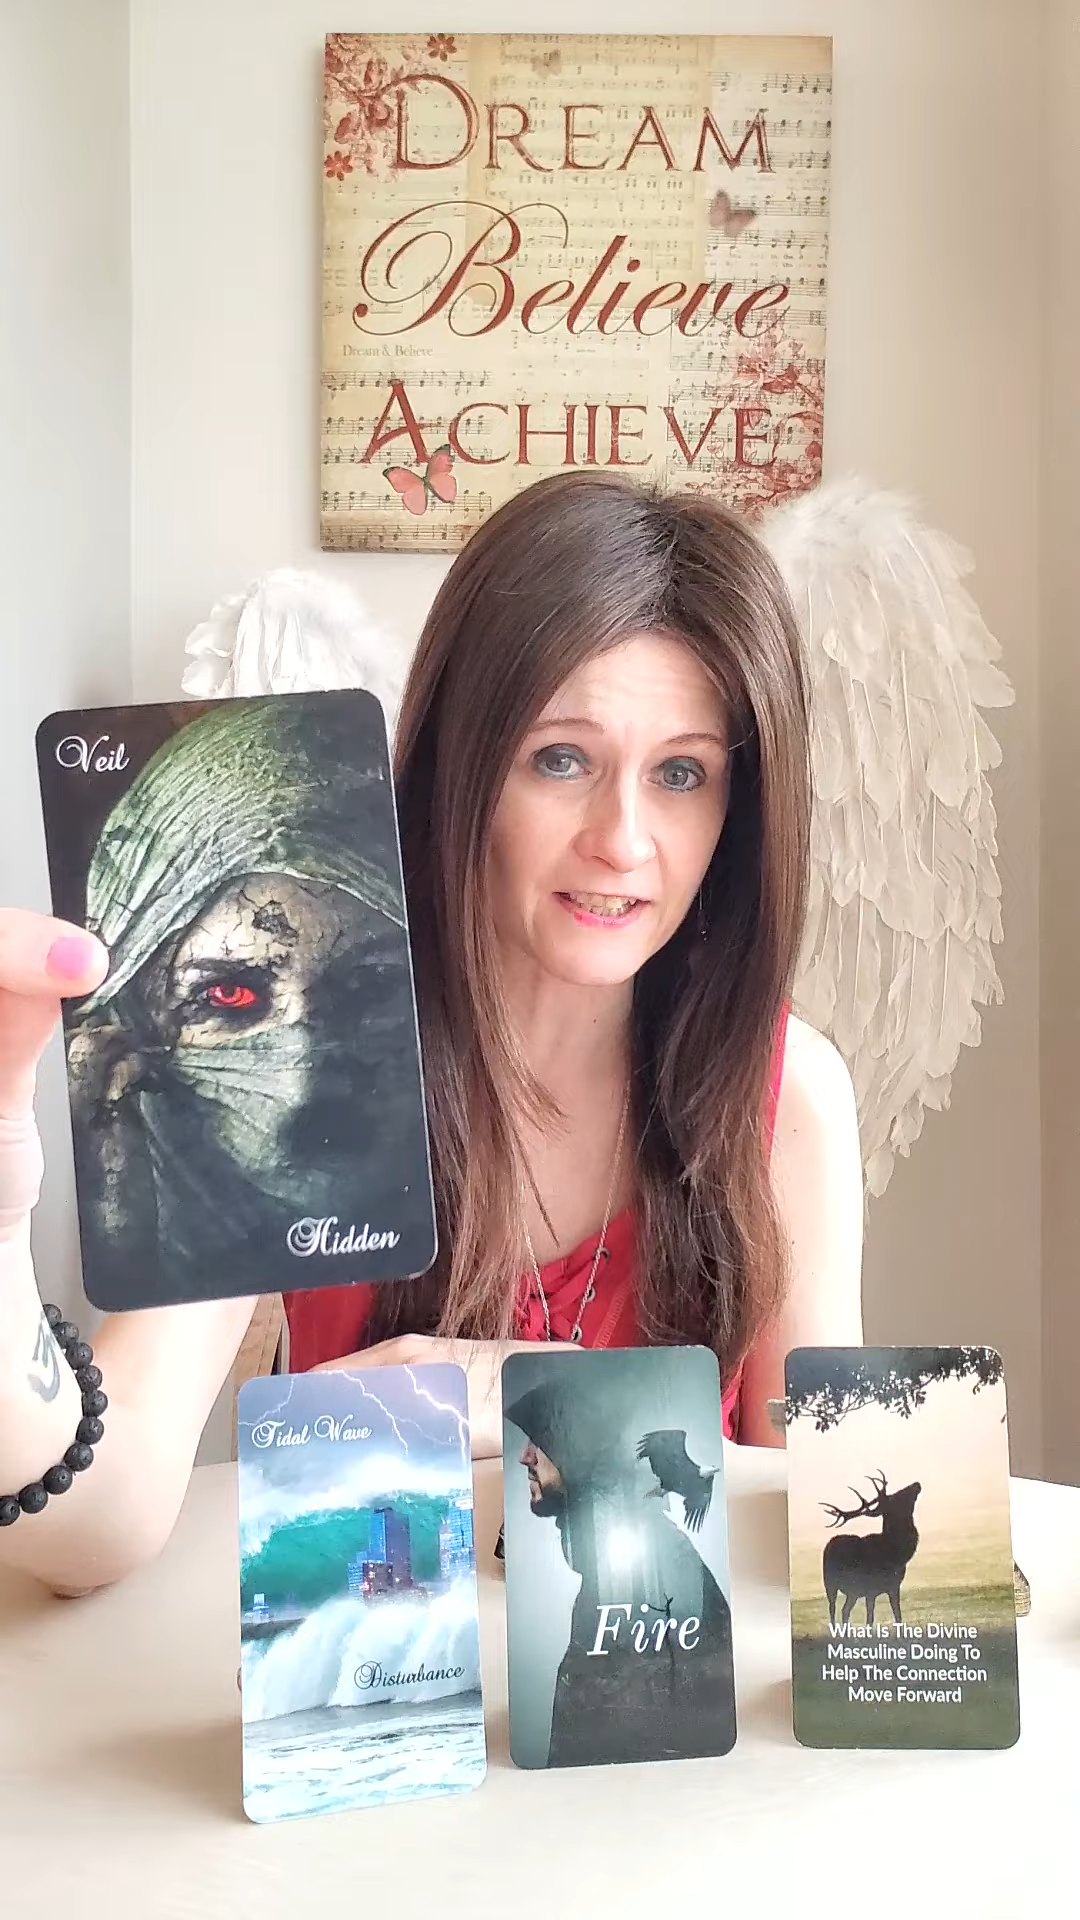 DREAM
Believe
Dream & Believe
ACHIEVE
Veil
Hidden
Tidal Wave
Disturbance
Fire
What Is The Divine
Masculine Doing To
Help The Connection
Move Forward